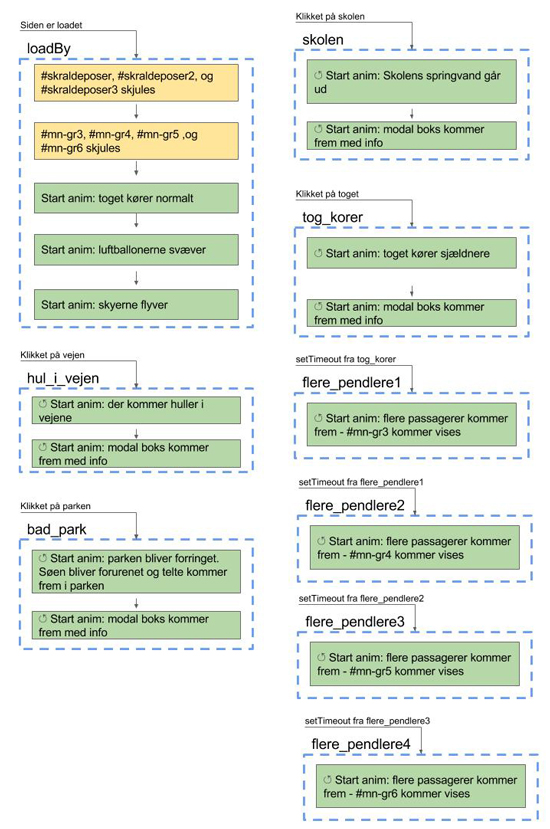 Siden er loadet
loadBy
#skraldeposer, #skraldeposer2, og
#skraldeposer3 skjules
#mn-gr3, #mn-gr4, #mn-gr5 ,og
#mn-gr6 skjules
Start anim: toget kører normalt
Start anim: luftballonerne svæver
Start anim: skyerne flyver
Klikket på vejen
hul_i_vejen
Start anim: der kommer huller i
vejene
Start anim: modal boks kommer
frem med info
Klikket på parken
bad_park
Start anim: parken bliver forringet.
Søen bliver forurenet og telte kommer
frem i parken
Start anim: modal boks kommer
frem med info
Klikket på skolen
skolen
Start anim: Skolens springvand går
ud
Start anim: modal boks kommer
frem med info
Klikket på toget
tog_korer
Start anim: toget kører sjældnere
Start anim: modal boks kommer
frem med info
setTimeout fra tog_korer
flere_pendlere1
Start anim: flere passagerer kommer
frem - #mn-gr3 kommer vises
setTimeout fra flere_pendlere1
flere_pendlere2
Start anim: flere passagerer kommer
frem - #mn-gr4 kommer vises
setTimeout fra flere_pendlere2
flere_pendlere3
Start anim: flere passagerer kommer
frem - #mn-gr5 kommer vises
setTimeout fra flere_pendlere3
flere_pendlere4
Start anim: flere passagerer kommer
frem - #mn-gr6 kommer vises